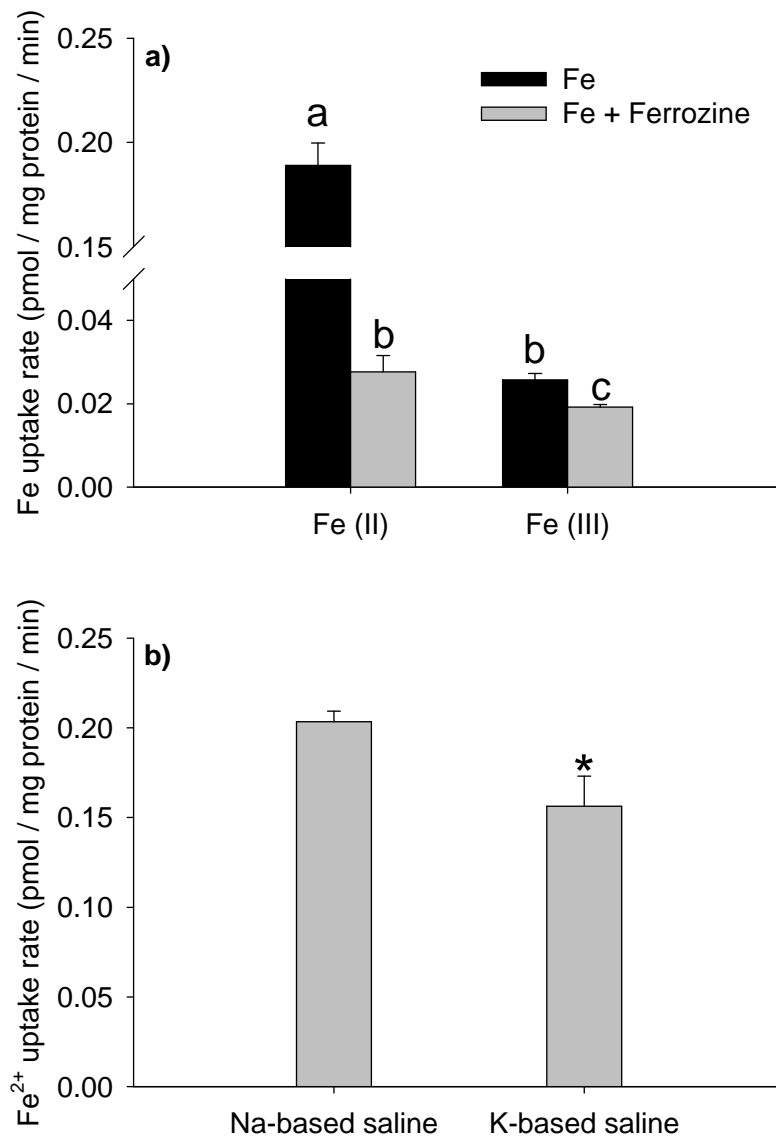 Fe uptake rate (pmol / mg protein / min)
0.25
0.20
0.15
0.04
0.02
0.00
a)
Fe
Fe + Ferrozine
a
b
b
c
Fe (II)
Fe (III)
Fe²⁺ uptake rate (pmol / mg protein / min)
0.25
0.20
0.15
0.10
0.05
0.00
b)
*
Na-based saline
K-based saline